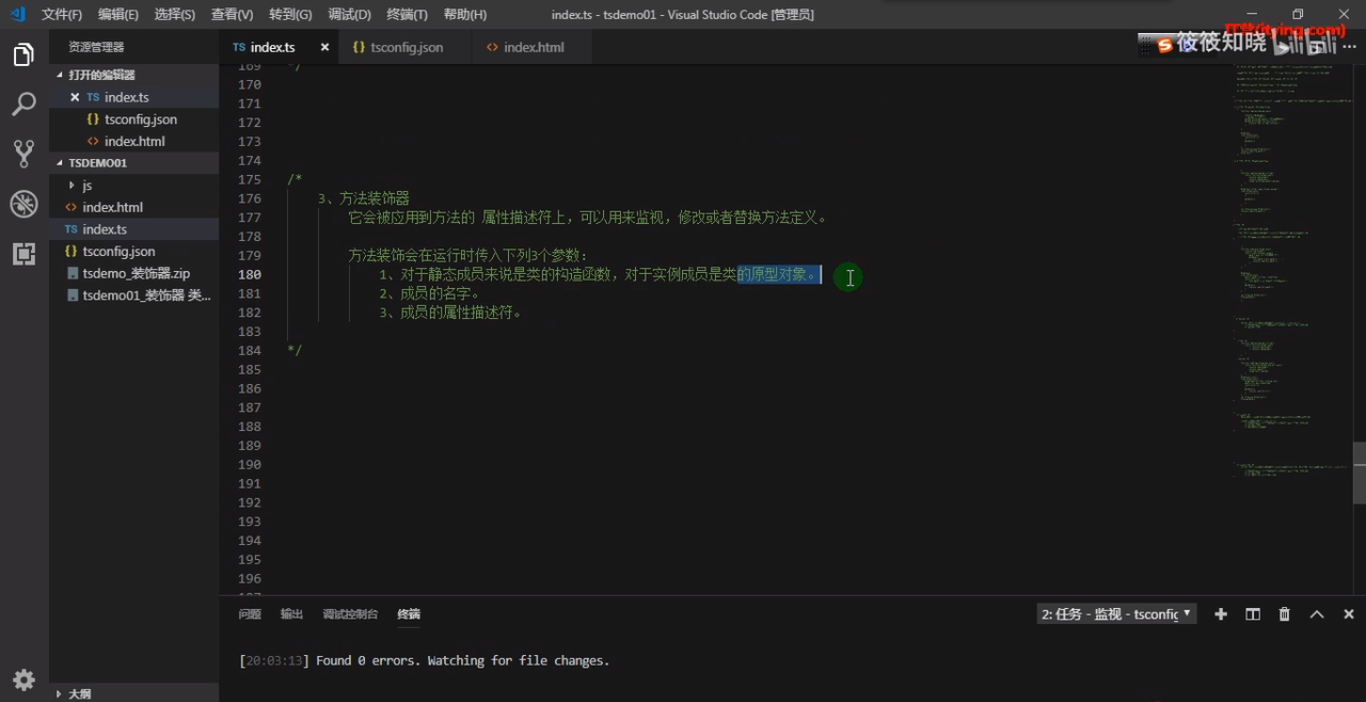 文件(F) 编辑(E) 选择(S) 查看(V) 转到(G) 调试(D) 终端(T) 帮助(H) index.ts - tsdemo01 - Visual Studio Code [管理员]
IT营(itying.com)
筱筱知晓 bilibili
资源管理器
TS index.ts
{} tsconfig.json
<> index.html
打开的编辑器
TS index.ts
{} tsconfig.json
<> index.html
TSDEMO01
js
<> index.html
TS index.ts
{} tsconfig.json
tsdemo_装饰器.zip
tsdemo01_装饰器 类...
大纲
169 */
170
171
172
173
174
175 /*
176 3、方法装饰器
177 它会被应用到方法的 属性描述符上，可以用来监视，修改或者替换方法定义。
178
179 方法装饰会在运行时传入下列3个参数：
180 1、对于静态成员来说是类的构造函数，对于实例成员是类的原型对象。
181 2、成员的名字。
182 3、成员的属性描述符。
183
184 */
185
186
187
188
189
190
191
192
193
194
195
196
问题 输出 调试控制台 终端 2: 任务 - 监视 - tsconfig
[20:03:13] Found 0 errors. Watching for file changes.